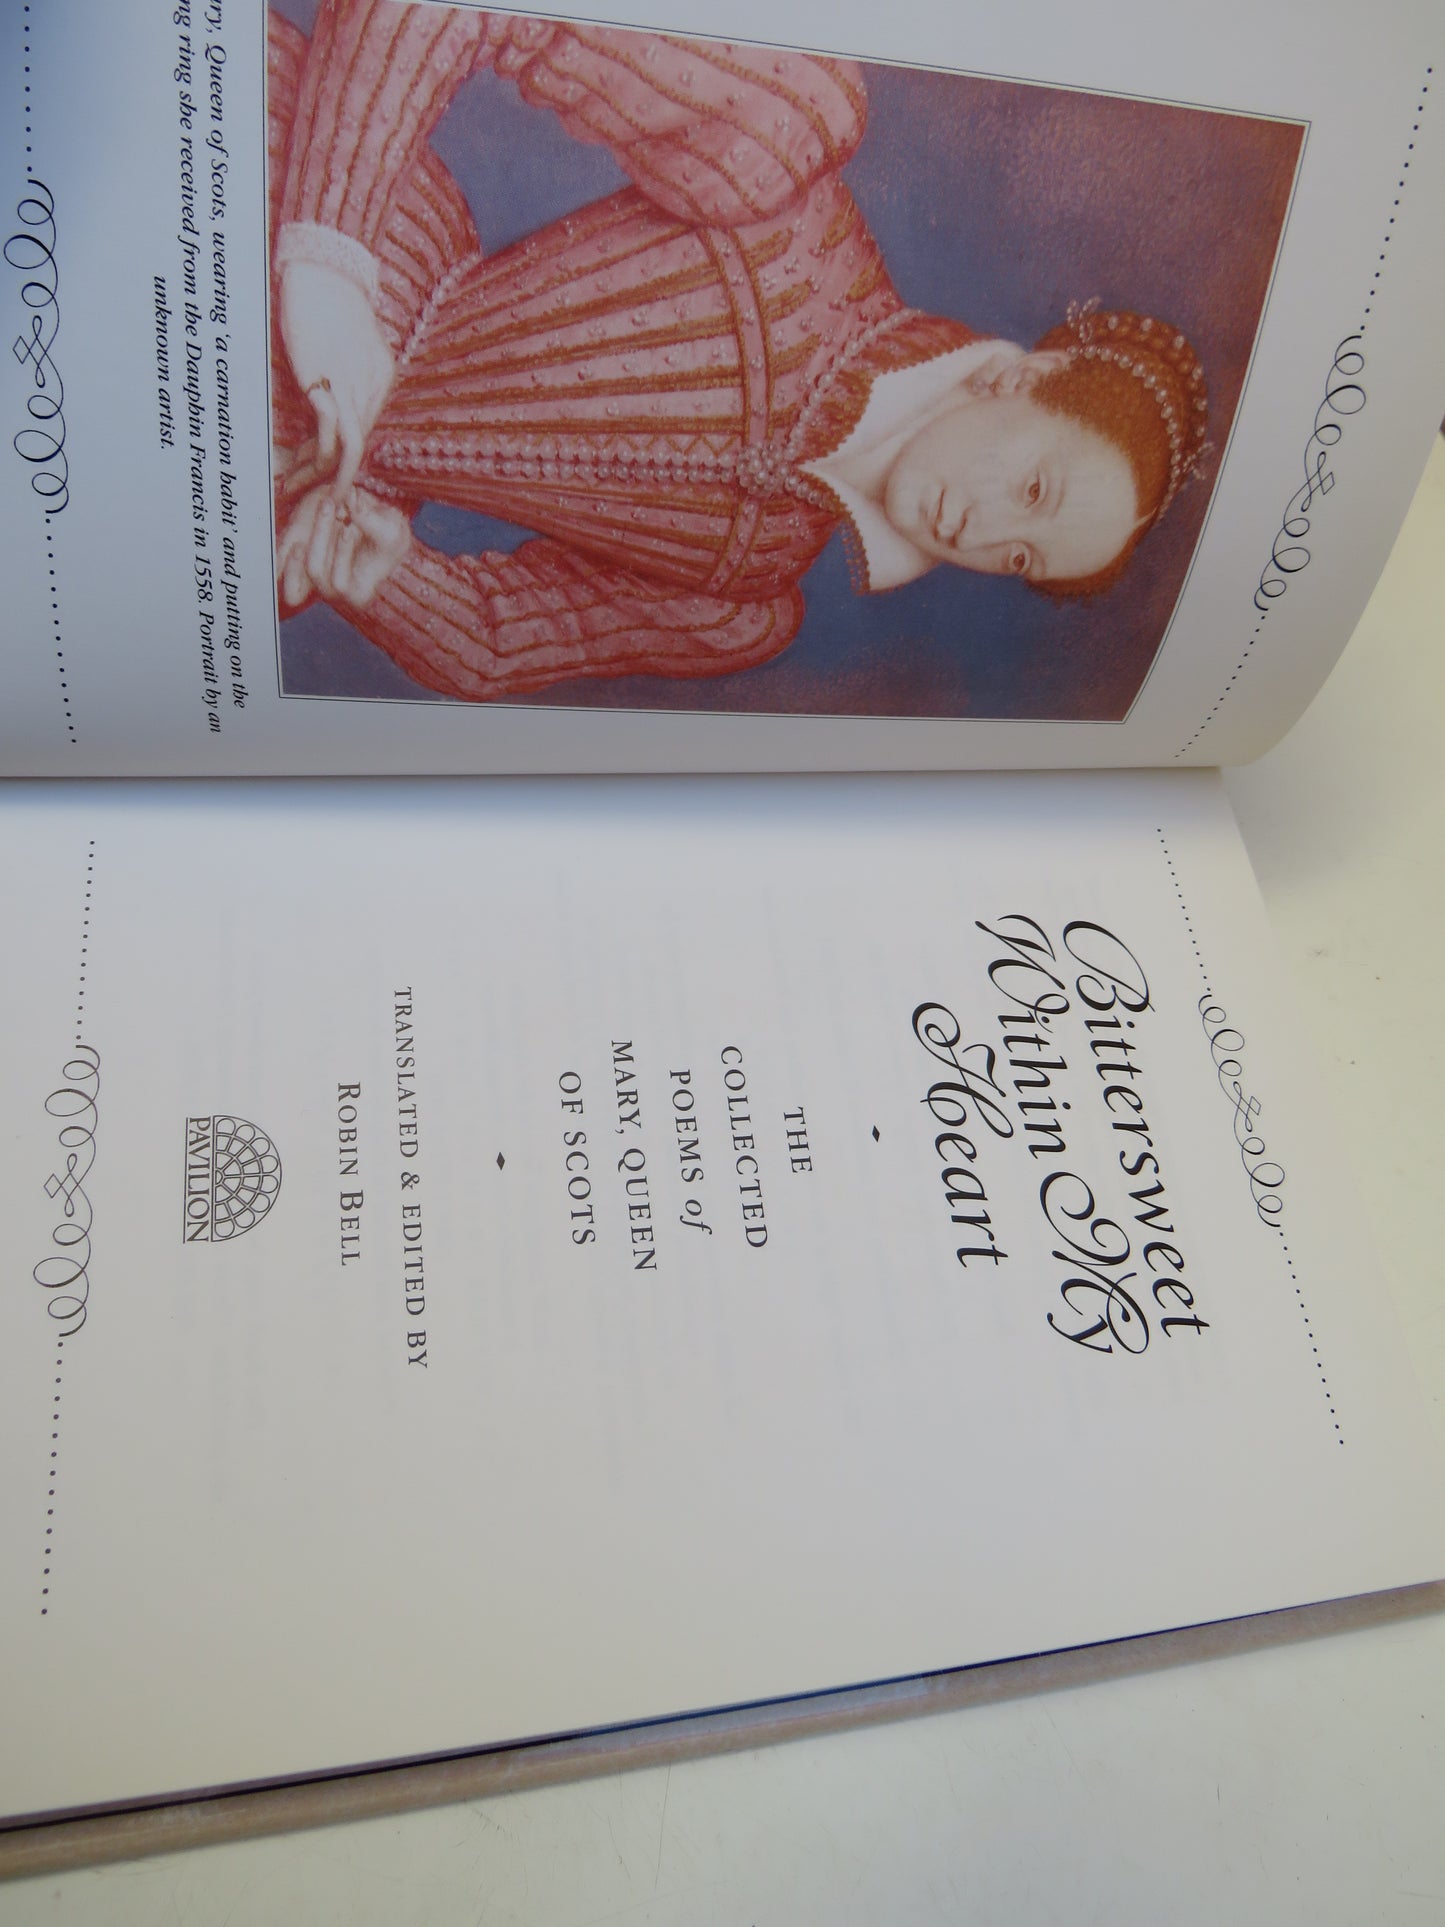 ry, Queen of Scots, wearing 'a carnation habit' and putting on the
ng ring she received from the Dauphin Francis in 1558. Portrait by an
unknown artist.
Bittersweet
Within My
Heart
THE
COLLECTED
POEMS of
MARY, QUEEN
OF SCOTS
TRANSLATED & EDITED BY
ROBIN BELL
PAVILION